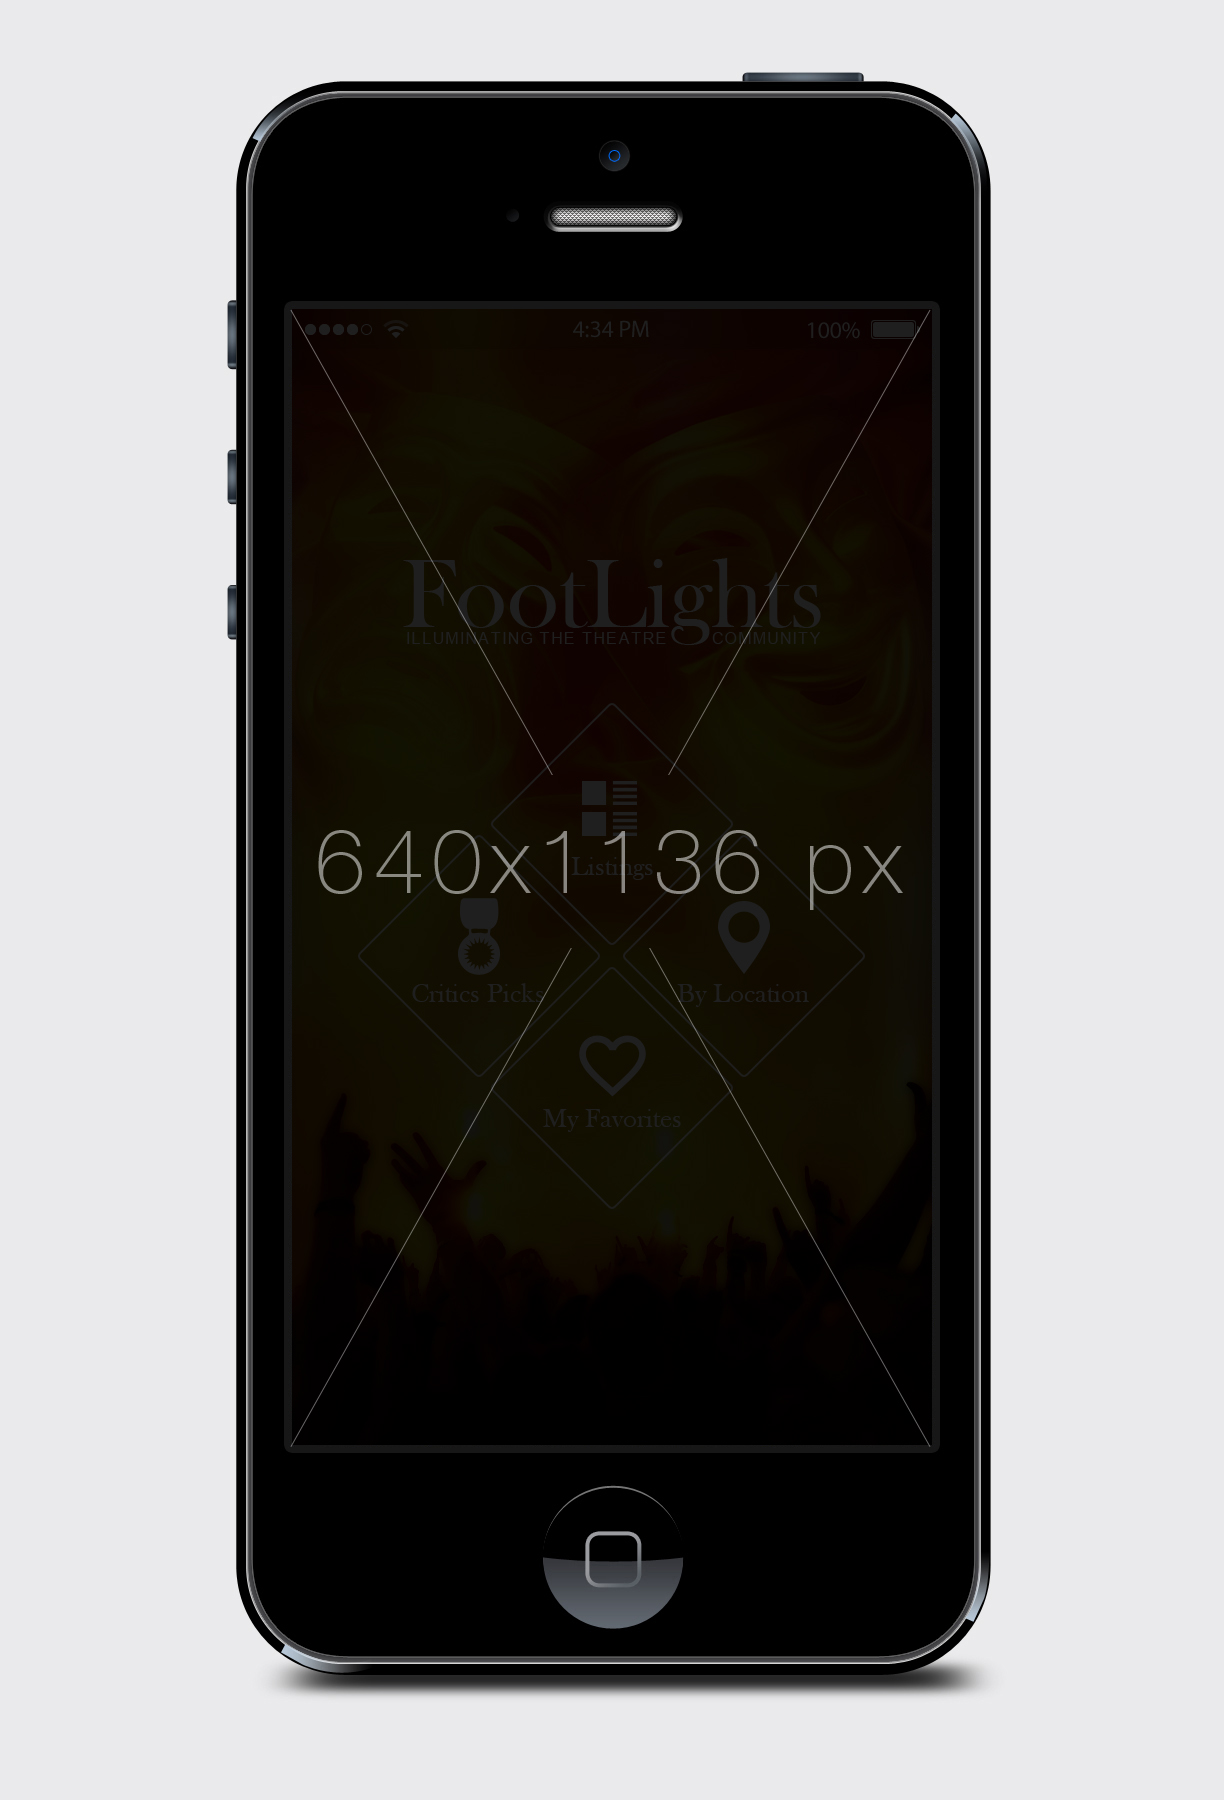 4:34 PM 100%
FootLights
ILLUMINATING THE THEATRE COMMUNITY
Listings
640x1136 px
Critics Picks By Location
My Favorites